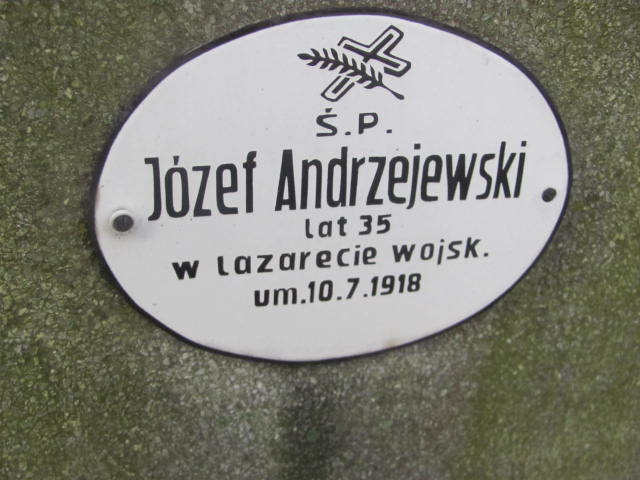 Ś.P.
Józef Andrzejewski
lat 35
w lazarecie wojsk.
um.10.7.1918